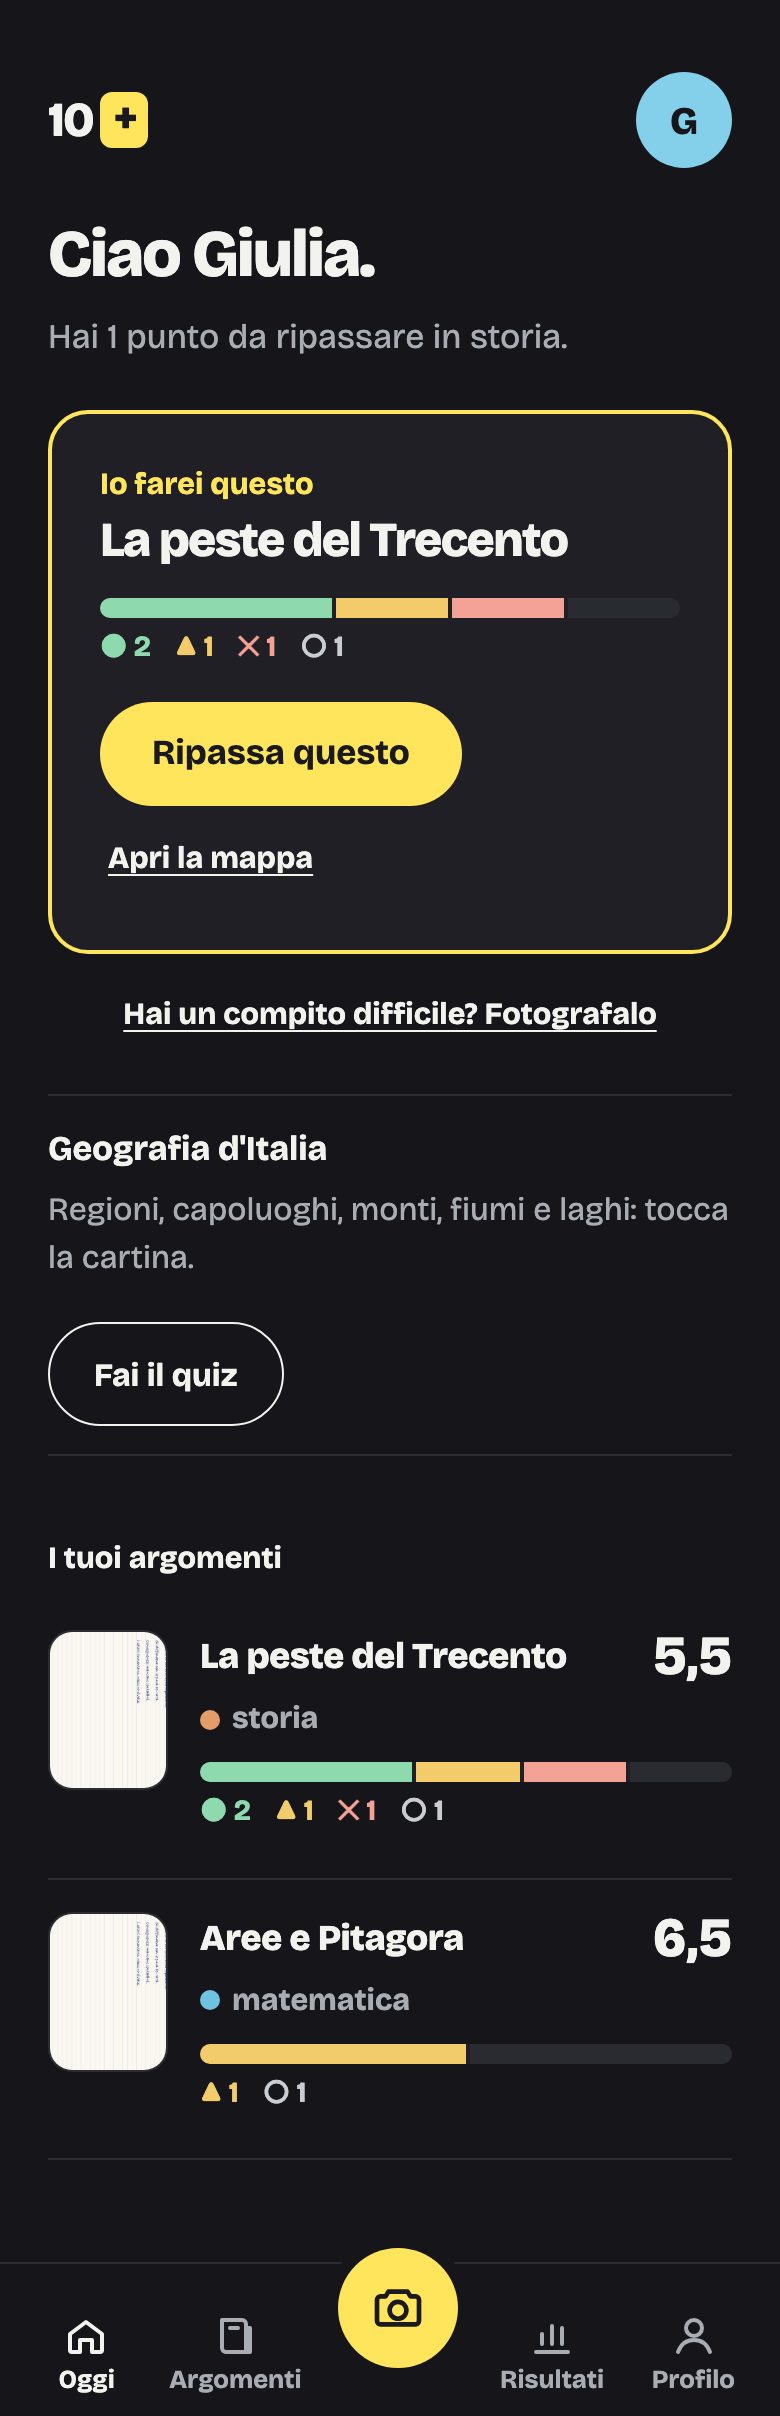 10+
G
Ciao Giulia.
Hai 1 punto da ripassare in storia.
Io farei questo
La peste del Trecento
2 1 1 1
Ripassa questo
Apri la mappa
Hai un compito difficile? Fotografalo
Geografia d'Italia
Regioni, capoluoghi, monti, fiumi e laghi: tocca
la cartina.
Fai il quiz
I tuoi argomenti
La peste del Trecento 5,5
storia
2 1 1 1
Aree e Pitagora 6,5
matematica
1 1
Oggi Argomenti Risultati Profilo